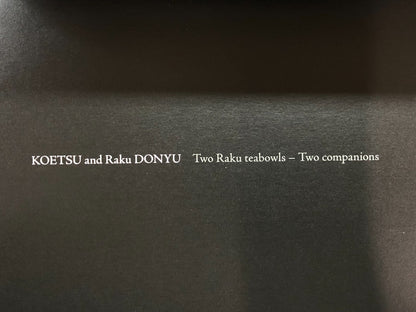 KOETSU and Raku DONYU Two Raku teabowls – Two companions